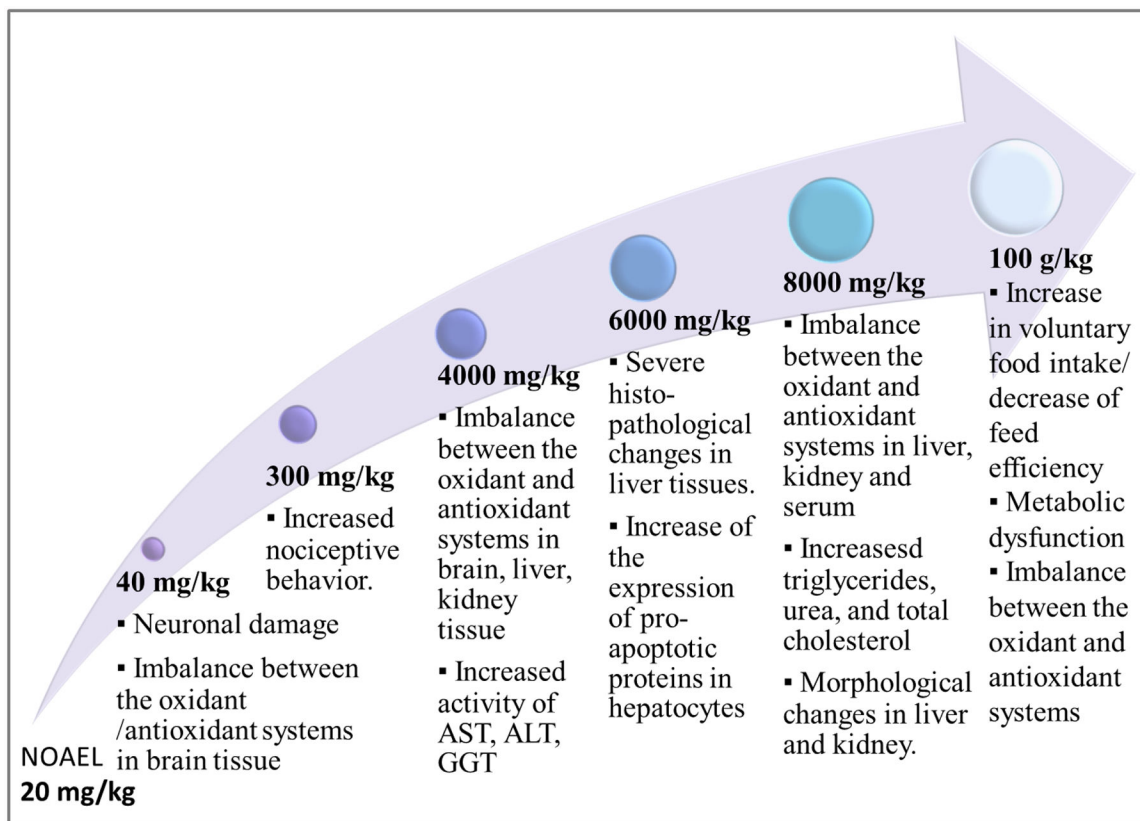 NOAEL
20 mg/kg
40 mg/kg
▪ Neuronal damage
▪ Imbalance between
the oxidant
/antioxidant systems
in brain tissue
300 mg/kg
▪ Increased
nociceptive
behavior.
4000 mg/kg
▪ Imbalance
between the
oxidant and
antioxidant
systems in
brain, liver,
kidney
tissue
▪ Increased
activity of
AST, ALT,
GGT
6000 mg/kg
▪ Severe
histo-
pathological
changes in
liver tissues.
▪ Increase of
the
expression
of pro-
apoptotic
proteins in
hepatocytes
8000 mg/kg
▪ Imbalance
between the
oxidant and
antioxidant
systems in liver,
kidney and
serum
▪ Increasesd
triglycerides,
urea, and total
cholesterol
▪ Morphological
changes in liver
and kidney.
100 g/kg
▪ Increase
in voluntary
food intake/
decrease of
feed
efficiency
▪ Metabolic
dysfunction
▪ Imbalance
between the
oxidant and
antioxidant
systems